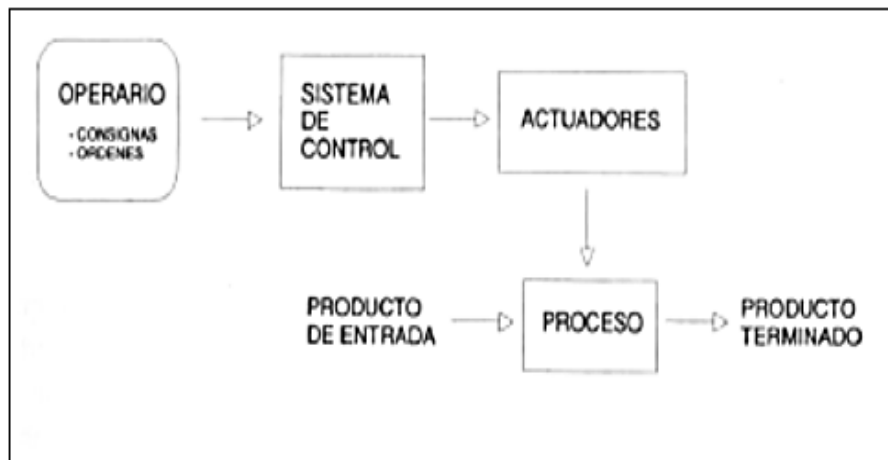 OPERARIO
- CONSIGNAS
- ORDENES
SISTEMA
DE
CONTROL
ACTUADORES
PRODUCTO
DE ENTRADA
PROCESO
PRODUCTO
TERMINADO